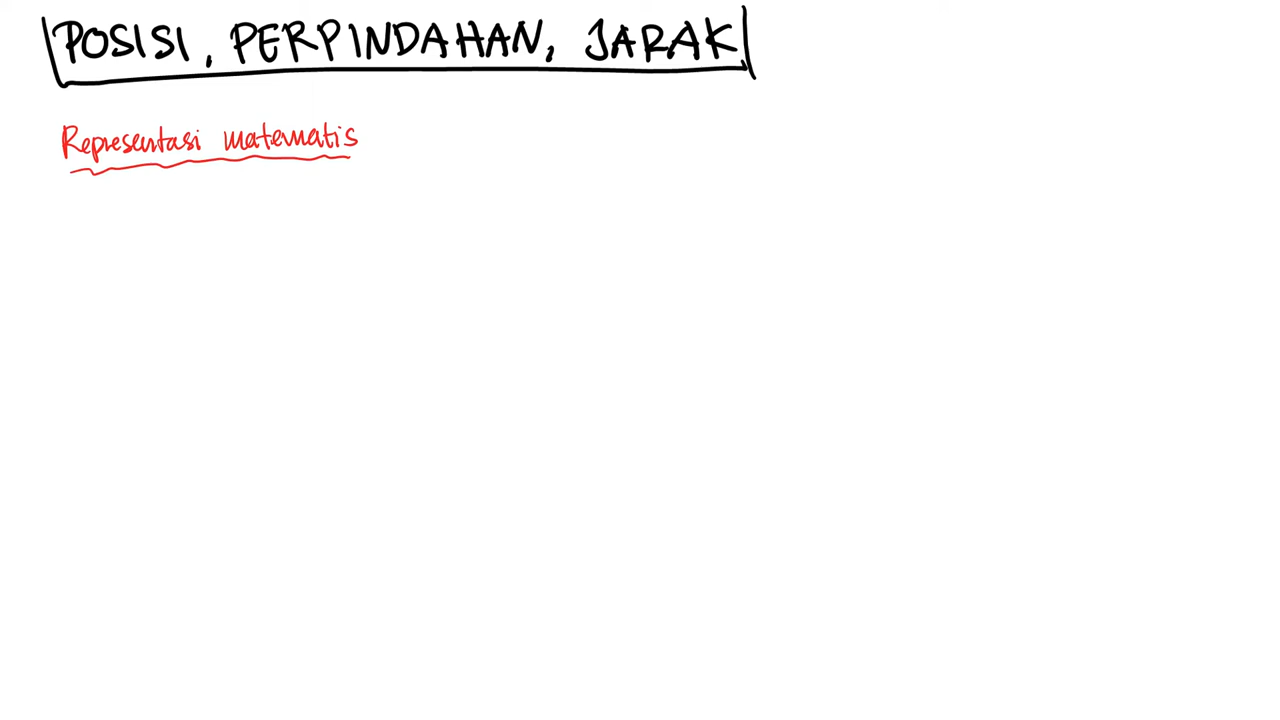 POSISI, PERPINDAHAN, JARAK
Representasi matematis